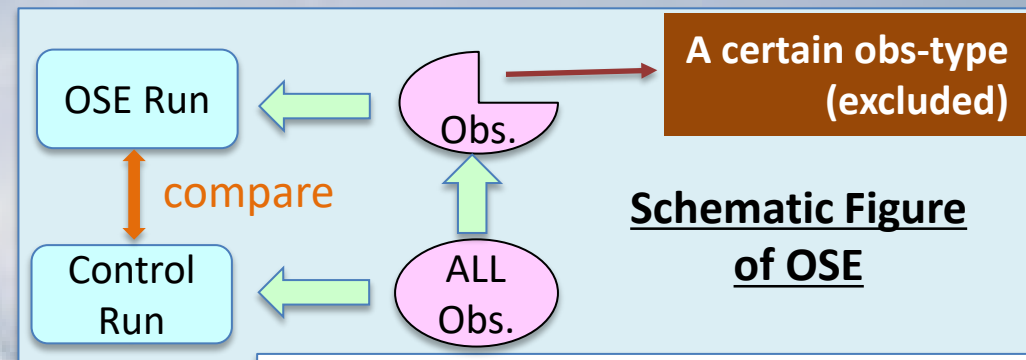 OSE Run
Obs.
A certain obs-type
(excluded)
compare
Schematic Figure
of OSE
Control
Run
ALL
Obs.